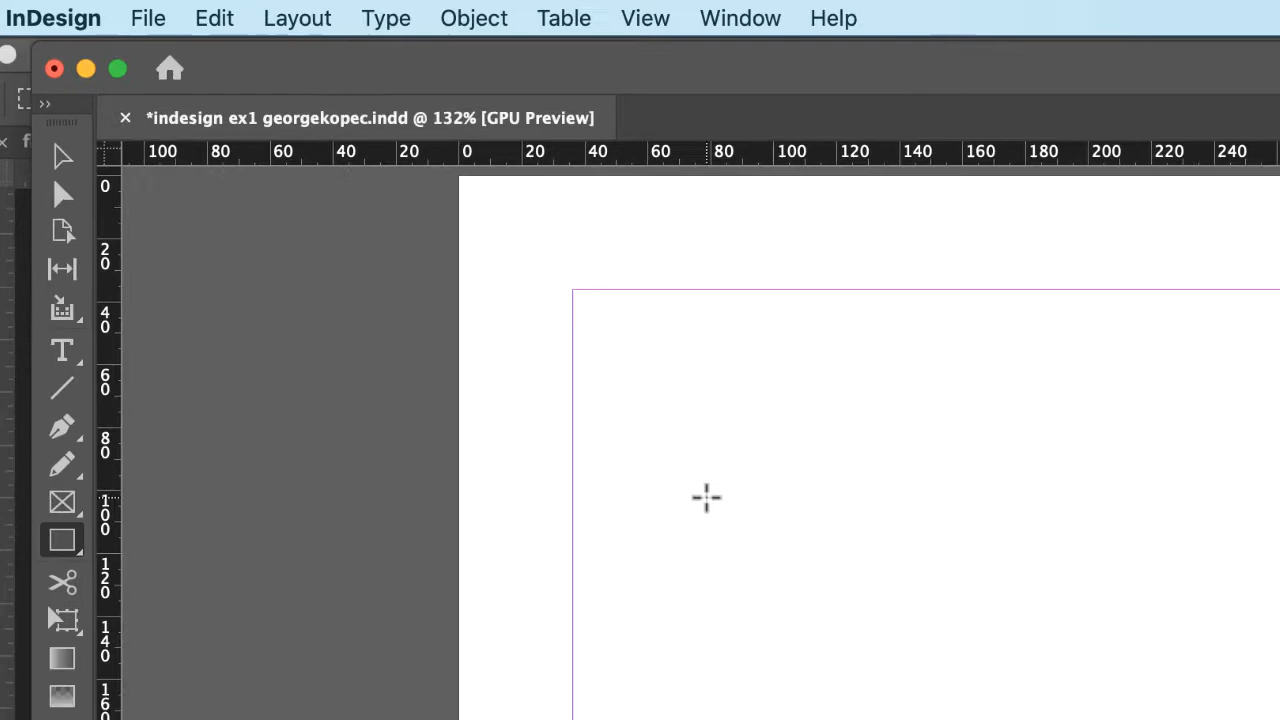 InDesign File Edit Layout Type Object Table View Window Help
*indesign ex1 georgekopec.indd @ 132% [GPU Preview]
100 80 60 40 20 0 20 40 60 80 100 120 140 160 180 200 220 240
0
20
40
60
80
100
120
140